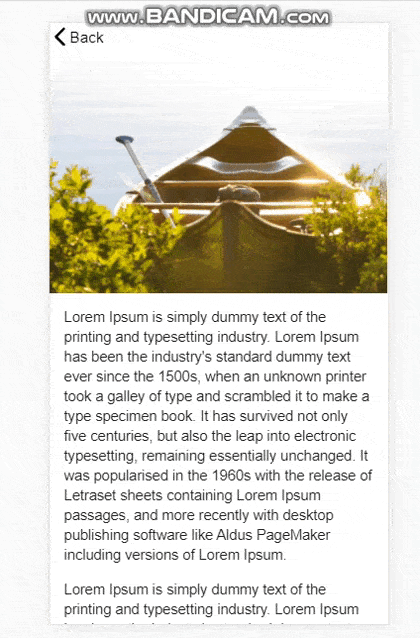 www.BANDICAM.com
Back
Lorem Ipsum is simply dummy text of the
printing and typesetting industry. Lorem Ipsum
has been the industry's standard dummy text
ever since the 1500s, when an unknown printer
took a galley of type and scrambled it to make a
type specimen book. It has survived not only
five centuries, but also the leap into electronic
typesetting, remaining essentially unchanged. It
was popularised in the 1960s with the release of
Letraset sheets containing Lorem Ipsum
passages, and more recently with desktop
publishing software like Aldus PageMaker
including versions of Lorem Ipsum.
Lorem Ipsum is simply dummy text of the
printing and typesetting industry. Lorem Ipsum